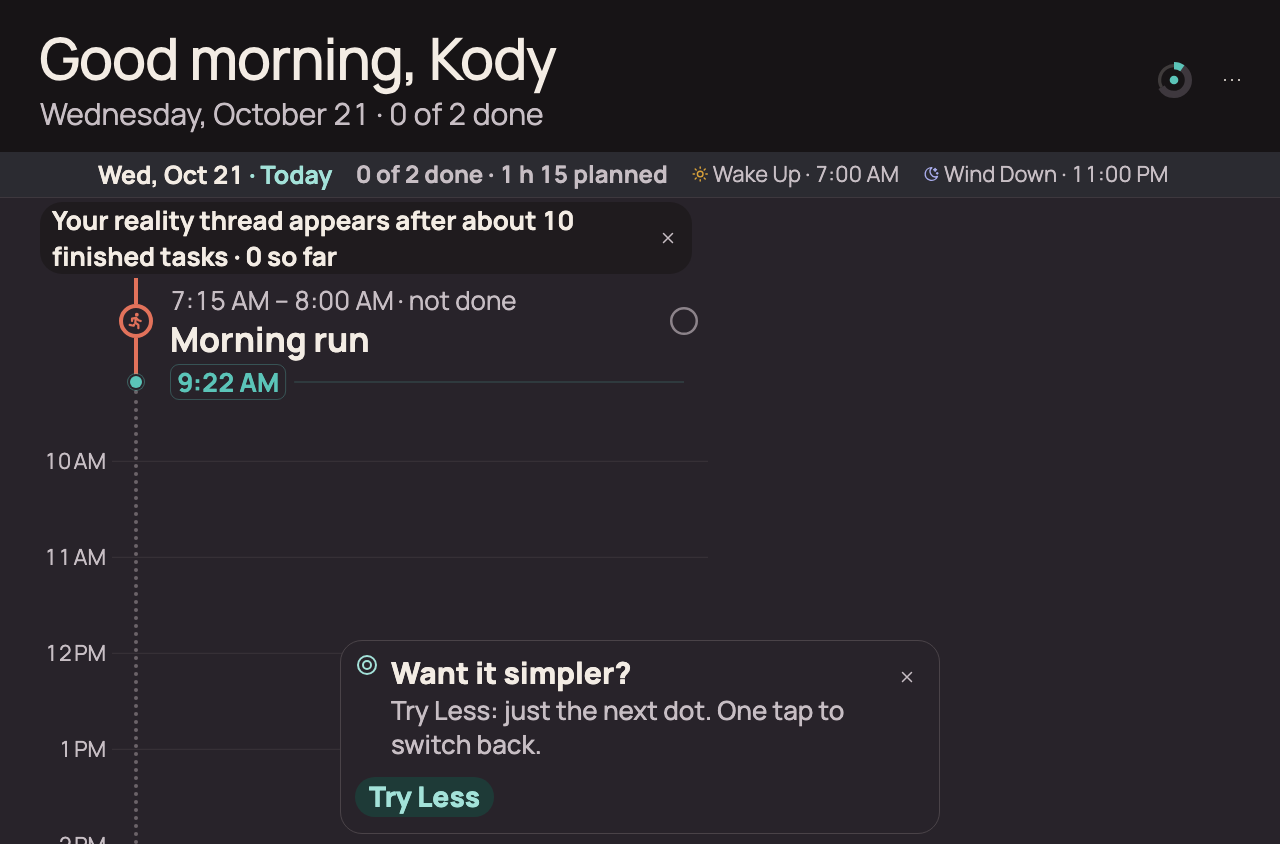 Good morning, Kody
Wednesday, October 21 · 0 of 2 done
Wed, Oct 21 · Today 0 of 2 done · 1 h 15 planned Wake Up · 7:00 AM Wind Down · 11:00 PM
Your reality thread appears after about 10
finished tasks · 0 so far
7:15 AM – 8:00 AM · not done
Morning run
9:22 AM
10 AM
11 AM
12 PM
Want it simpler?
Try Less: just the next dot. One tap to
switch back.
1 PM
Try Less
2 PM